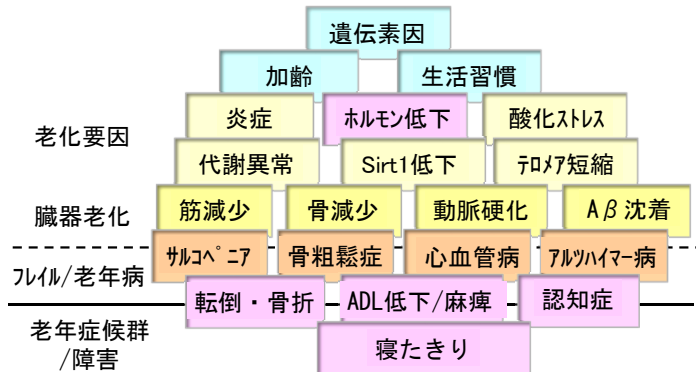 遺伝素因
加齢 生活習慣
炎症 ホルモン低下 酸化ストレス
老化要因
代謝異常 Sirt1低下 テロメア短縮
臓器老化 筋減少 骨減少 動脈硬化 Aβ沈着
サルコペニア 骨粗鬆症 心血管病 アルツハイマー病
フレイル/老年病
転倒・骨折 ADL低下/麻痺 認知症
老年症候群
/障害
寝たきり